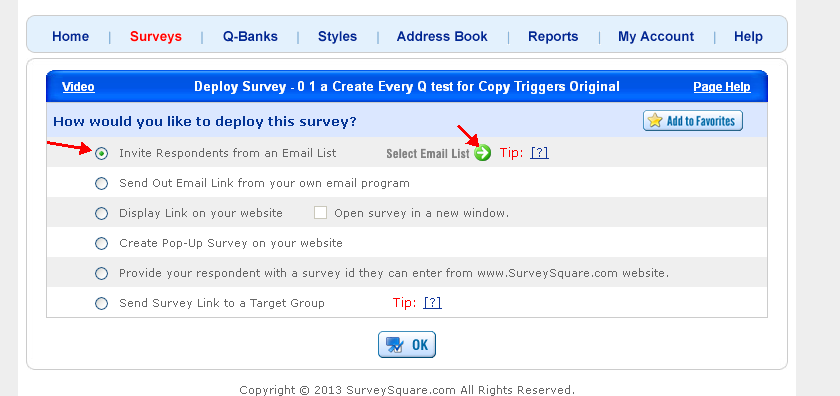 Home | Surveys | Q-Banks | Styles | Address Book | Reports | My Account | Help
Video Deploy Survey - 0 1 a Create Every Q test for Copy Triggers Original Page Help
How would you like to deploy this survey? Add to Favorites
Invite Respondents from an Email List Select Email List Tip: [?]
Send Out Email Link from your own email program
Display Link on your website Open survey in a new window.
Create Pop-Up Survey on your website
Provide your respondent with a survey id they can enter from www.SurveySquare.com website.
Send Survey Link to a Target Group Tip: [?]
OK
Copyright © 2013 SurveySquare.com All Rights Reserved.